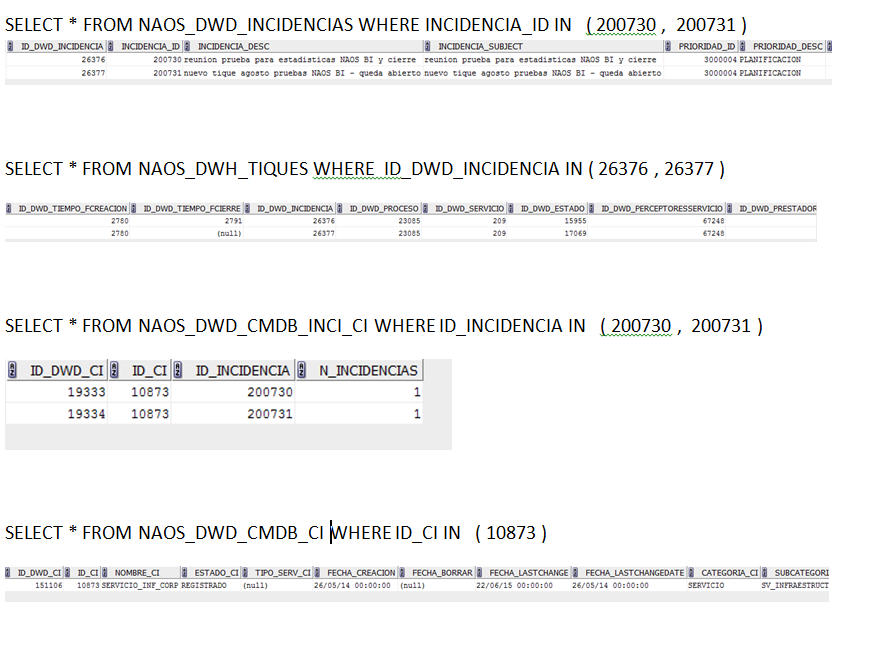 SELECT * FROM NAOS_DWD_INCIDENCIAS WHERE INCIDENCIA_ID IN ( 200730 , 200731 )
ID_DWD_INCIDENCIA INCIDENCIA_ID INCIDENCIA_DESC INCIDENCIA_SUBJECT PRIORIDAD_ID PRIORIDAD_DESC
26376 200730 reunion prueba para estadisticas NAOS BI y cierre reunion prueba para estadisticas NAOS BI y cierre 3000004 PLANIFICACION
26377 200731 nuevo tique agosto pruebas NAOS BI - queda abierto nuevo tique agosto pruebas NAOS BI - queda abierto 3000004 PLANIFICACION
SELECT * FROM NAOS_DWH_TIQUES WHERE ID_DWD_INCIDENCIA IN ( 26376 , 26377 )
ID_DWD_TIEMPO_FCREACION ID_DWD_TIEMPO_FCIERRE ID_DWD_INCIDENCIA ID_DWD_PROCESO ID_DWD_SERVICIO ID_DWD_ESTADO ID_DWD_PERCEPTORESSERVICIO ID_DWD_PRESTADOR
2780 2791 26376 23085 209 15955 67248
2780 (null) 26377 23085 209 17069 67248
SELECT * FROM NAOS_DWD_CMDB_INCI_CI WHERE ID_INCIDENCIA IN ( 200730 , 200731 )
ID_DWD_CI ID_CI ID_INCIDENCIA N_INCIDENCIAS
19333 10873 200730 1
19334 10873 200731 1
SELECT * FROM NAOS_DWD_CMDB_CI WHERE ID_CI IN ( 10873 )
ID_DWD_CI ID_CI NOMBRE_CI ESTADO_CI TIPO_SERV_CI FECHA_CREACION FECHA_BORRAR FECHA_LASTCHANGE FECHA_LASTCHANGEDATE CATEGORIA_CI SUBCATEGORI
151106 10873 SERVICIO_INF_CORP REGISTRADO (null) 26/05/14 00:00:00 (null) 22/06/15 00:00:00 26/05/14 00:00:00 SERVICIO SV_INFRAESTRUCT